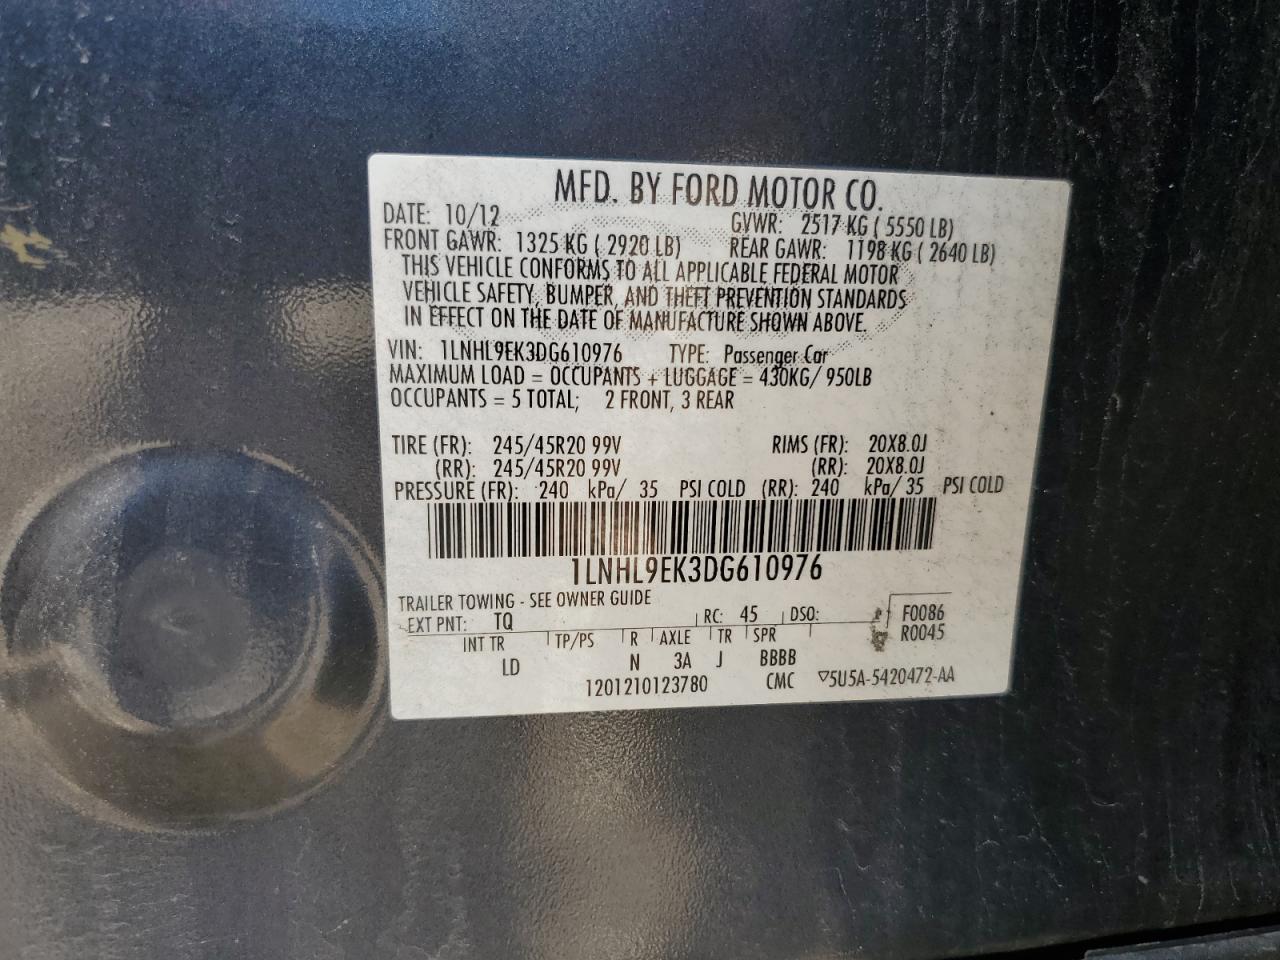 MFD. BY FORD MOTOR CO.
DATE: 10/12 GVWR: 2517 KG ( 5550 LB)
FRONT GAWR: 1325 KG ( 2920 LB) REAR GAWR: 1198 KG ( 2640 LB)
THIS VEHICLE CONFORMS TO ALL APPLICABLE FEDERAL MOTOR
VEHICLE SAFETY, BUMPER, AND THEFT PREVENTION STANDARDS
IN EFFECT ON THE DATE OF MANUFACTURE SHOWN ABOVE.
VIN: 1LNHL9EK3DG610976 TYPE: Passenger Car
MAXIMUM LOAD = OCCUPANTS + LUGGAGE = 430KG/ 950LB
OCCUPANTS = 5 TOTAL; 2 FRONT, 3 REAR
TIRE (FR): 245/45R20 99V RIMS (FR): 20X8.0J
(RR): 245/45R20 99V (RR): 20X8.0J
PRESSURE (FR): 240 kPa/ 35 PSI COLD (RR): 240 kPa/ 35 PSI COLD
1LNHL9EK3DG610976
TRAILER TOWING - SEE OWNER GUIDE
EXT PNT: TQ RC: 45 DSO: F0086
INT TR TP/PS R AXLE TR SPR R0045
LD N 3A J BBBB
1201210123780 CMC ▽5U5A-5420472-AA